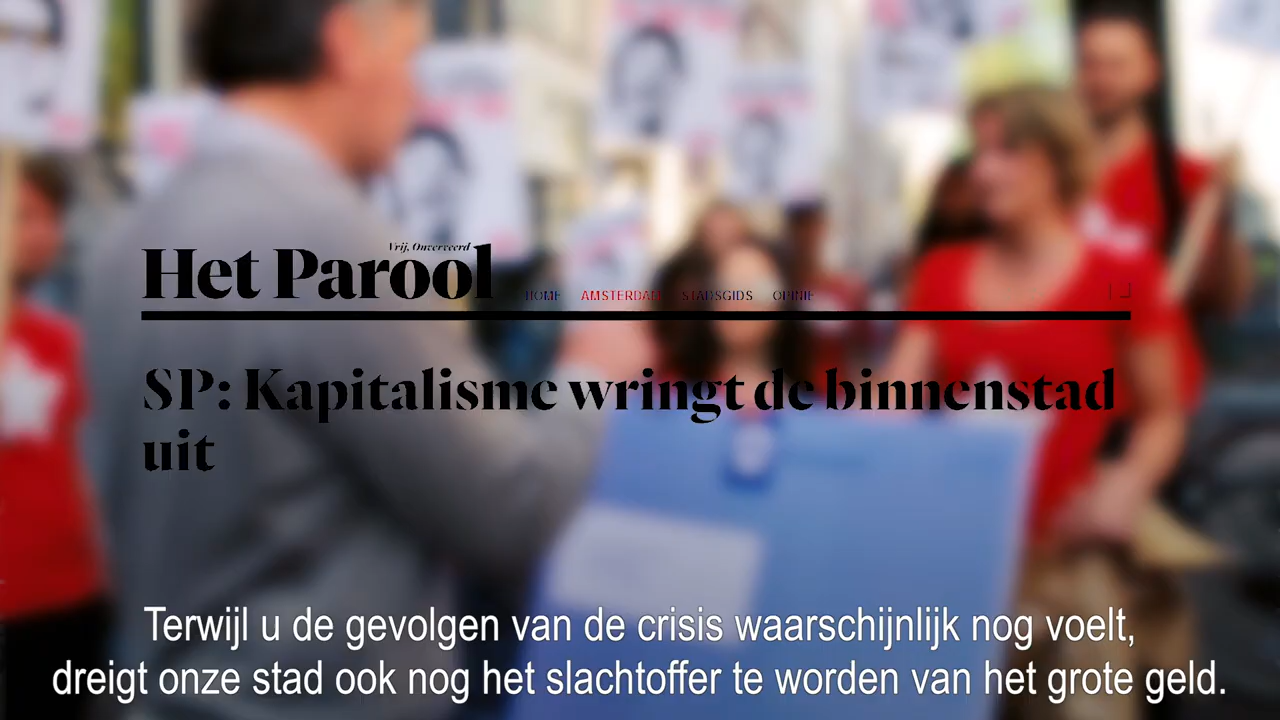 Vrij, Onverveerd
Het Parool
HOME AMSTERDAM STADSGIDS OPINIE
SP: Kapitalisme wringt de binnenstad
uit
Terwijl u de gevolgen van de crisis waarschijnlijk nog voelt,
dreigt onze stad ook nog het slachtoffer te worden van het grote geld.